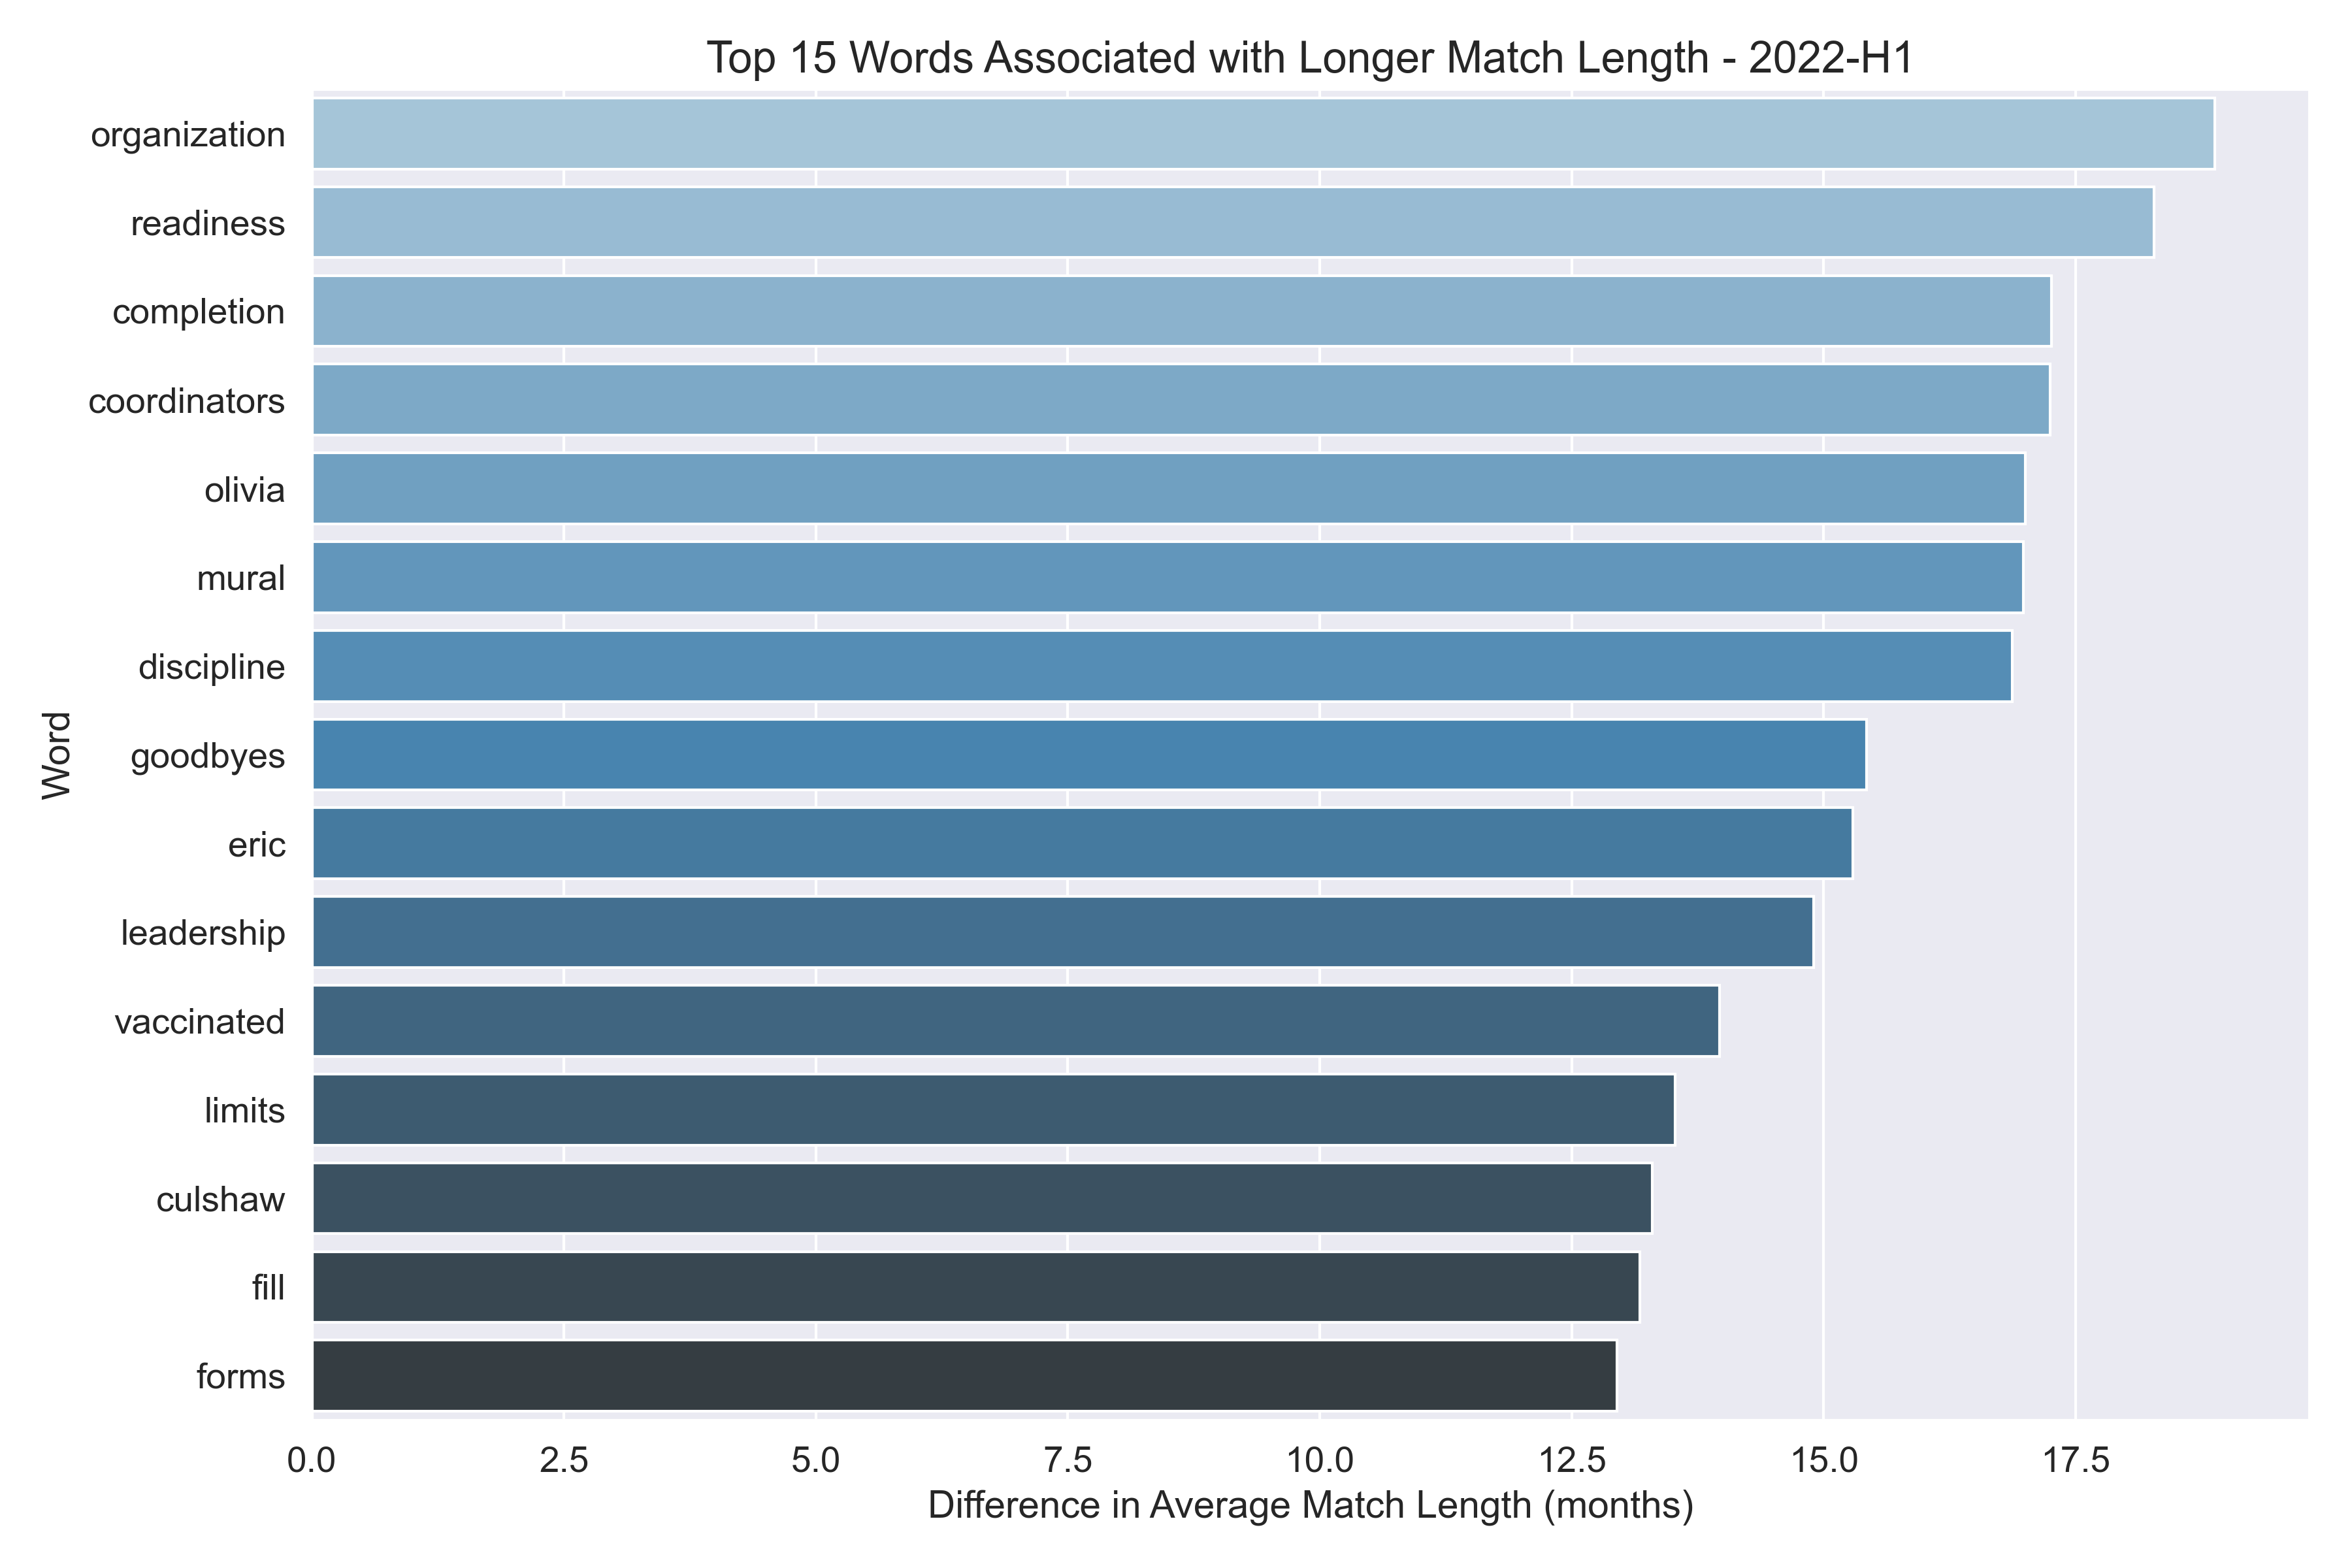 Top 15 Words Associated with Longer Match Length - 2022-H1
organization
readiness
completion
coordinators
olivia
mural
discipline
goodbyes
eric
leadership
vaccinated
limits
culshaw
fill
forms
Word
0.0 2.5 5.0 7.5 10.0 12.5 15.0 17.5
Difference in Average Match Length (months)